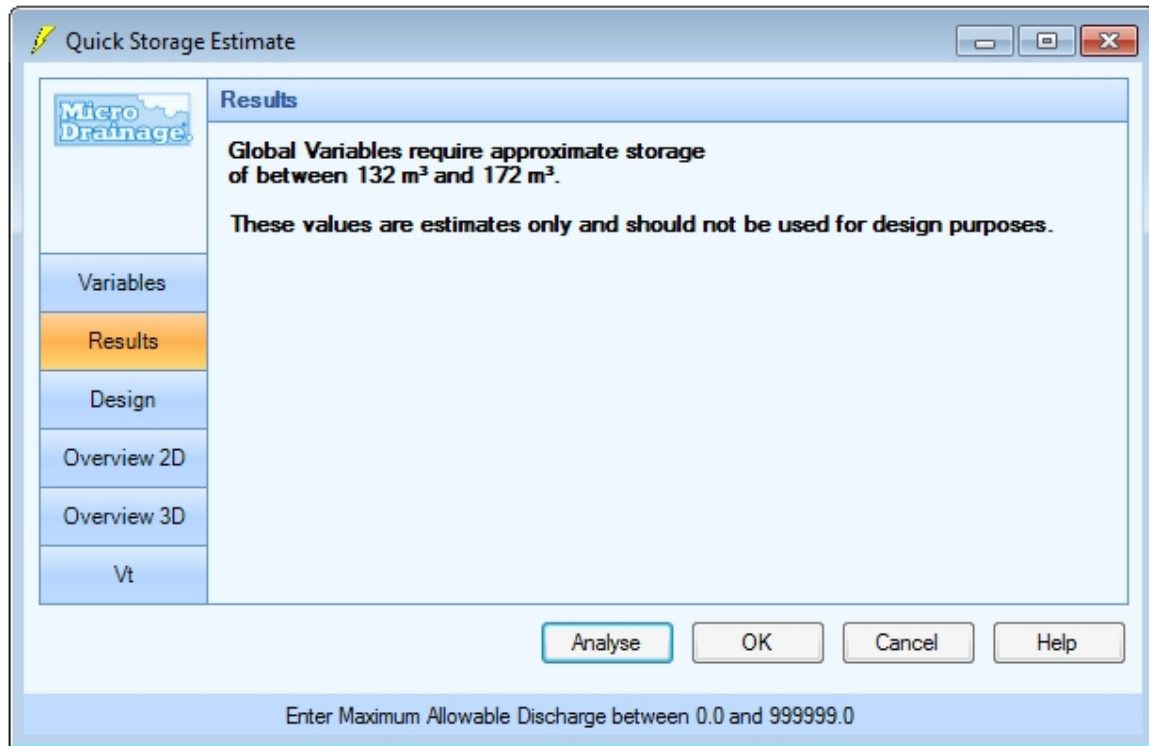 Quick Storage Estimate
Micro
Drainage
Results
Global Variables require approximate storage
of between 132 m³ and 172 m³.
These values are estimates only and should not be used for design purposes.
Variables
Results
Design
Overview 2D
Overview 3D
Vt
Analyse
OK
Cancel
Help
Enter Maximum Allowable Discharge between 0.0 and 999999.0